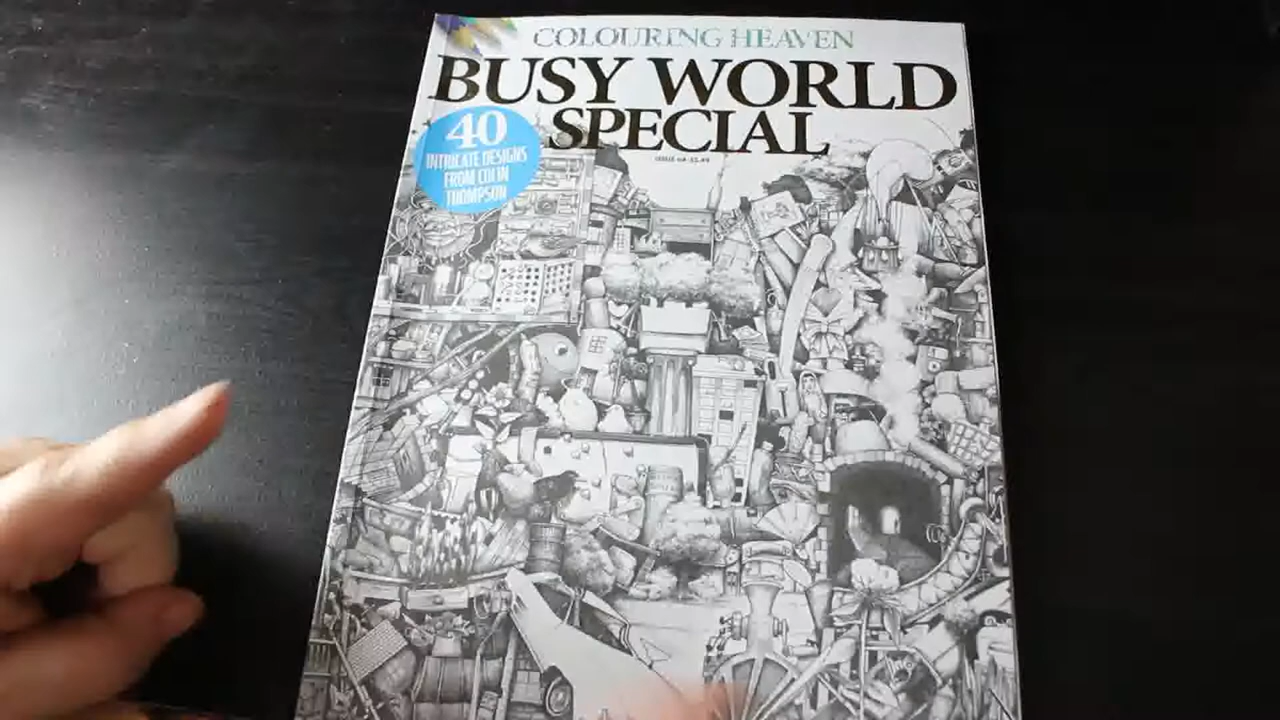 COLOURING HEAVEN
BUSY WORLD
SPECIAL
40
INTRICATE DESIGNS
FROM COLIN
THOMPSON